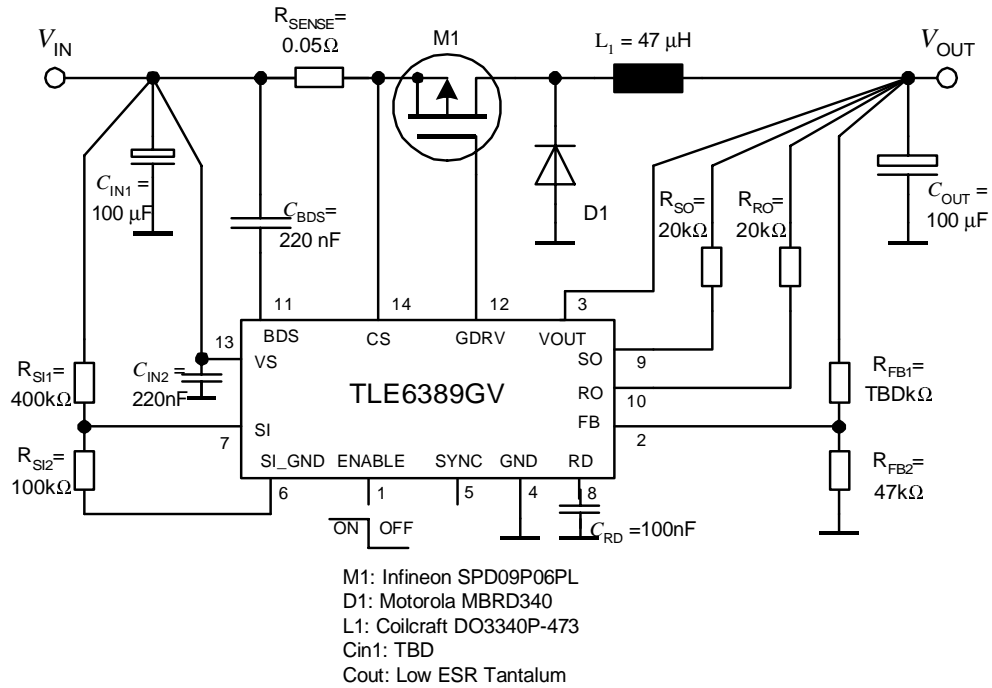 R_SENSE=
0.05Ω
M1
L_1 = 47 µH
V_IN
V_OUT
C_IN1 =
100 µF
C_BDS=
220 nF
D1
R_SO=
20kΩ
R_RO=
20kΩ
C_OUT =
100 µF
11
14
12
3
BDS
CS
GDRV
VOUT
13
VS
SO
9
R_SI1=
400kΩ
C_IN2 =
220nF
TLE6389GV
RO
10
R_FB1=
TBDkΩ
7
SI
FB
2
R_SI2=
100kΩ
SI_GND
ENABLE
SYNC
GND
RD
R_FB2=
47kΩ
6
1
5
4
8
ON
OFF
C_RD =100nF
M1: Infineon SPD09P06PL
D1: Motorola MBRD340
L1: Coilcraft DO3340P-473
Cin1: TBD
Cout: Low ESR Tantalum